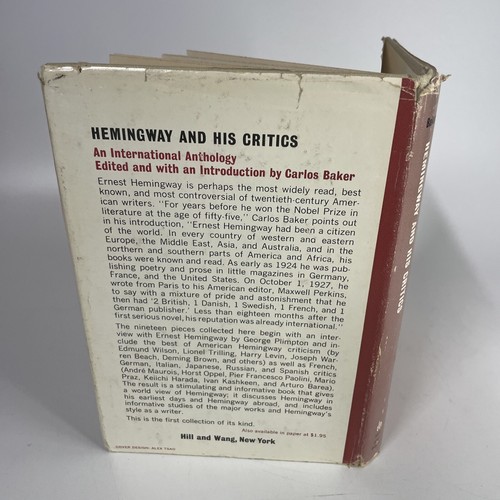 HEMINGWAY AND HIS CRITICS
An International Anthology
Edited and with an Introduction by Carlos Baker
Ernest Hemingway is perhaps the most widely read, best
known, and most controversial of twentieth-century Amer-
ican writers. "For years before he won the Nobel Prize in
literature at the age of fifty-five," Carlos Baker points out
in his introduction, "Ernest Hemingway had been a citizen
of the world. In every country of western and eastern
Europe, the Middle East, Asia, and Australia, and in the
northern and southern parts of America and Africa, his
books were known and read. As early as 1924 he was pub-
lishing poetry and prose in little magazines in Germany,
France, and the United States. On October 1, 1927, he
wrote from Paris to his American editor, Maxwell Perkins,
to say with a mixture of pride and astonishment that he
then had '2 British, 1 Danish, 1 Swedish, 1 French, and 1
German publisher.' Less than eighteen months after the
first serious novel, his reputation was already international."
The nineteen pieces collected here begin with an inter-
view with Ernest Hemingway by George Plimpton and in-
clude the best of American Hemingway criticism (by
Edmund Wilson, Lionel Trilling, Harry Levin, Joseph War-
ren Beach, Deming Brown, and others) as well as French,
German, Italian, Japanese, Russian, and Spanish critics
(André Maurois, Horst Oppel, Pier Francesco Paolini, Mario
Praz, Keiichi Harada, Ivan Kashkeen, and Arturo Barea).
The result is a stimulating and informative book that gives
a world view of Hemingway; it discusses Hemingway in
his earliest days and Hemingway abroad, and includes
informative studies of the major works and Hemingway's
style as a writer.
This is the first collection of its kind.
Also available in paper at $1.95
Hill and Wang, New York
COVER DESIGN: ALEX TSAO
HEMINGWAY AND HIS CRITICS